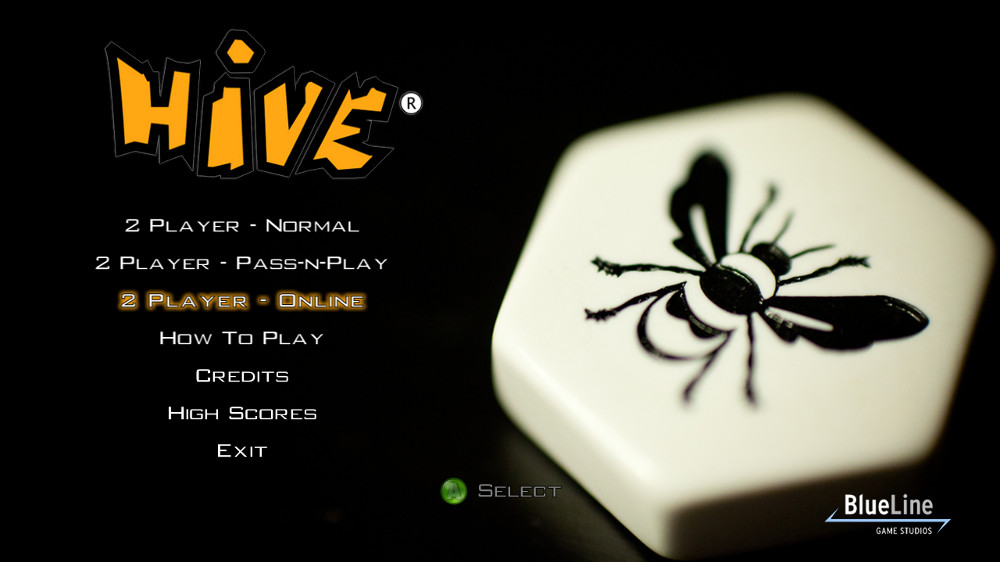 HiVE
®
2 Player - Normal
2 Player - Pass-n-Play
2 Player - Online
How To Play
Credits
High Scores
Exit
A Select
BlueLine
GAME STUDIOS